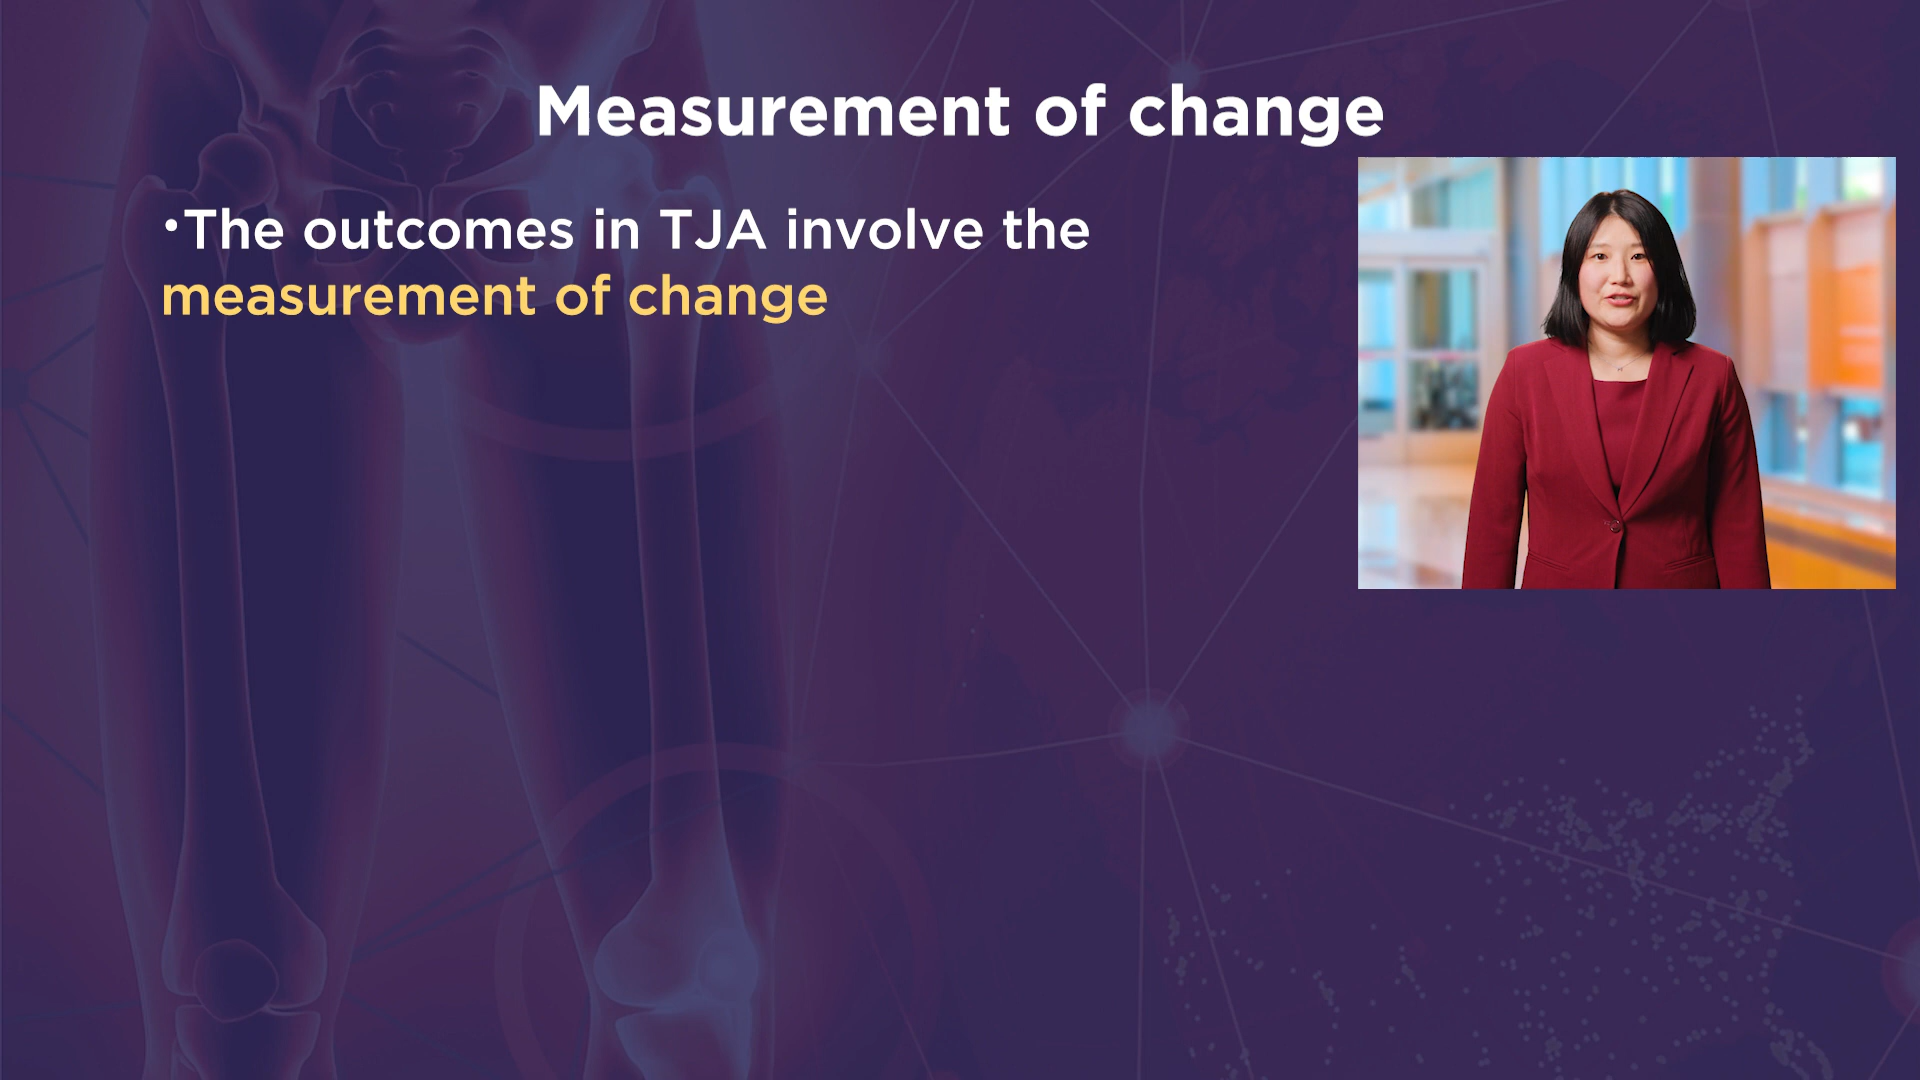 Measurement of change
•The outcomes in TJA involve the
measurement of change